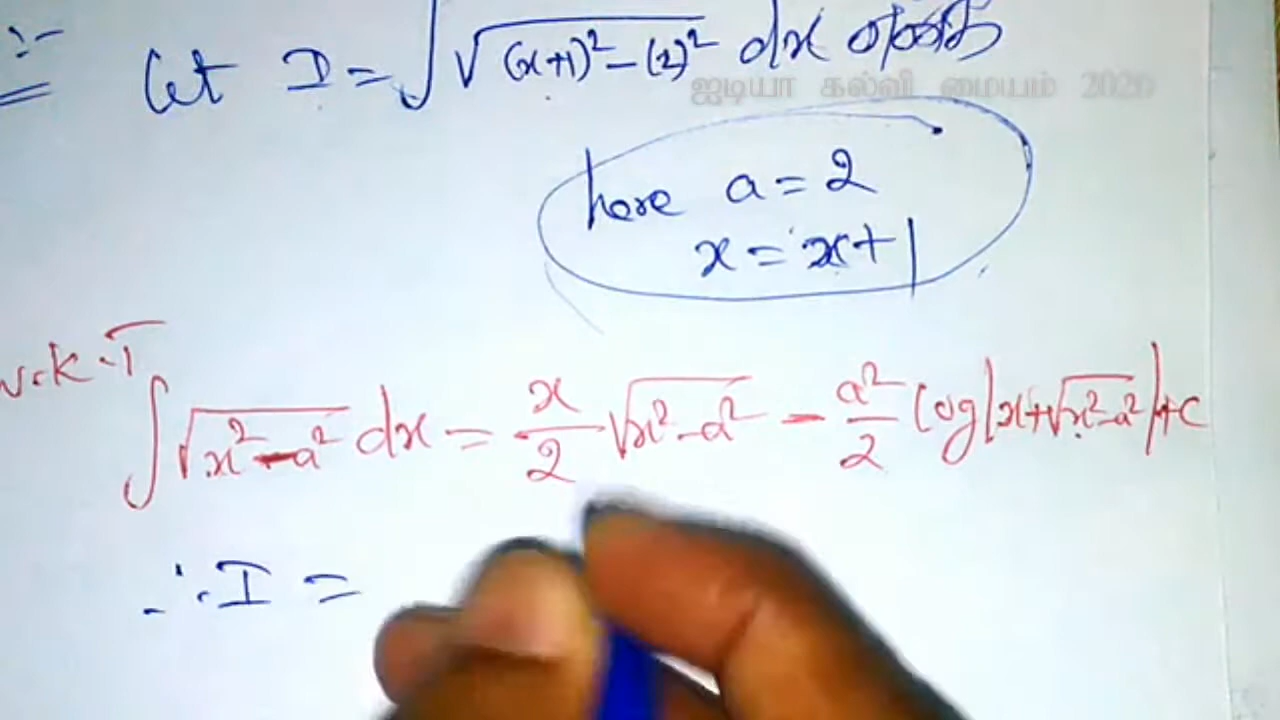 ∴ Let I = ∫√(x+1)² - (2)² dx என்க
ஐடியா கல்வி மையம் 2020
here a = 2
x = x+1
W.K.T
∫√x² - a² dx = x/2 √x² - a² - a²/2 log|x+√x²-a²|+c
∴ I =